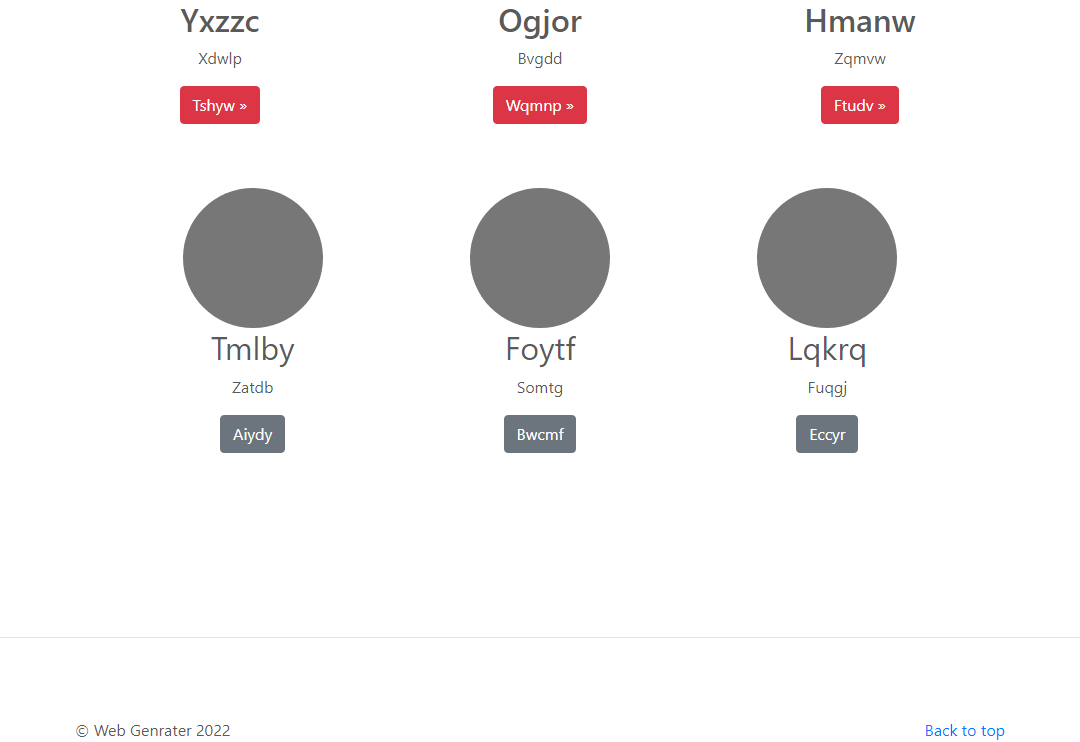 Yxzzc
Xdwlp
Tshyw »
Ogjor
Bvgdd
Wqmnp »
Hmanw
Zqmvw
Ftudv »
Tmlby
Zatdb
Aiydy
Foytf
Somtg
Bwcmf
Lqkrq
Fuqgj
Eccyr
© Web Genrater 2022
Back to top